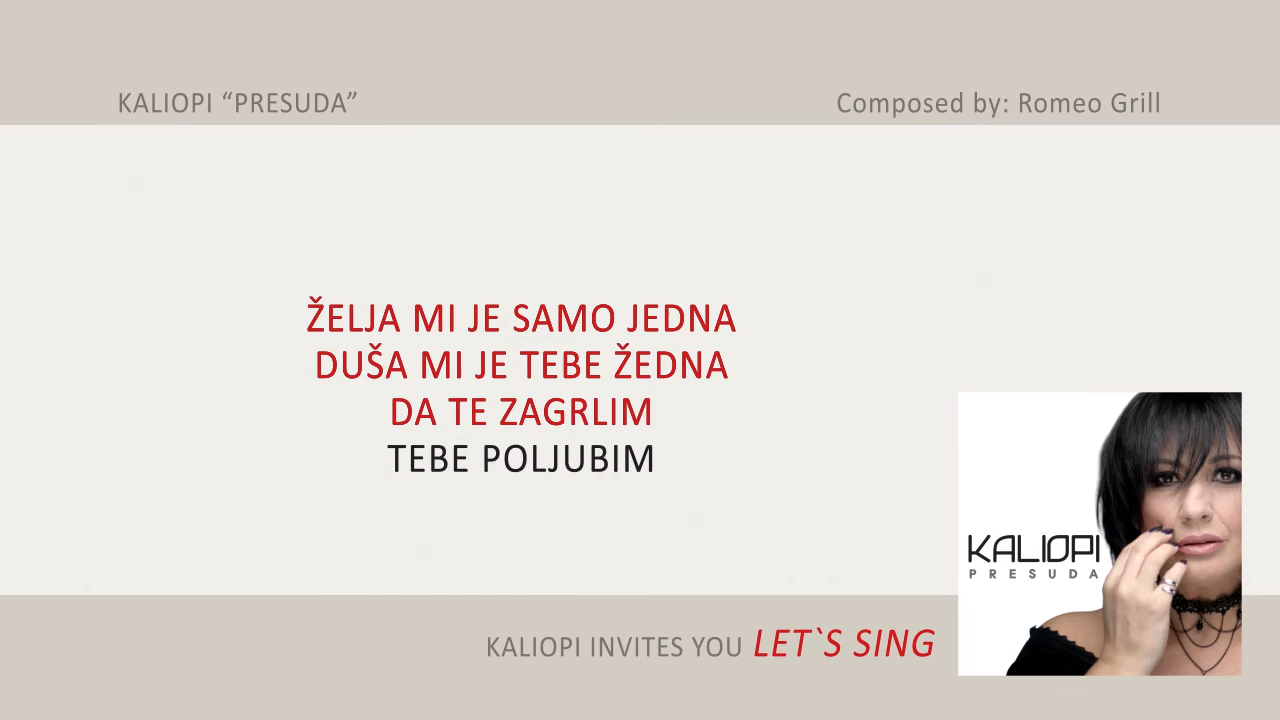 KALIOPI “PRESUDA”
Composed by: Romeo Grill
ŽELJA MI JE SAMO JEDNA
DUŠA MI JE TEBE ŽEDNA
DA TE ZAGRLIM
TEBE POLJUBIM
KALIOPI
PRESUDA
KALIOPI INVITES YOU LET`S SING